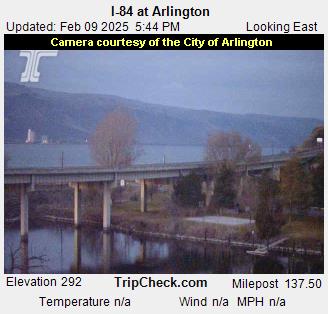 I-84 at Arlington
Updated: Feb 09 2025 5:44 PM Looking East
Camera courtesy of the City of Arlington
Elevation 292 TripCheck.com Milepost 137.50
Temperature n/a Wind n/a MPH n/a